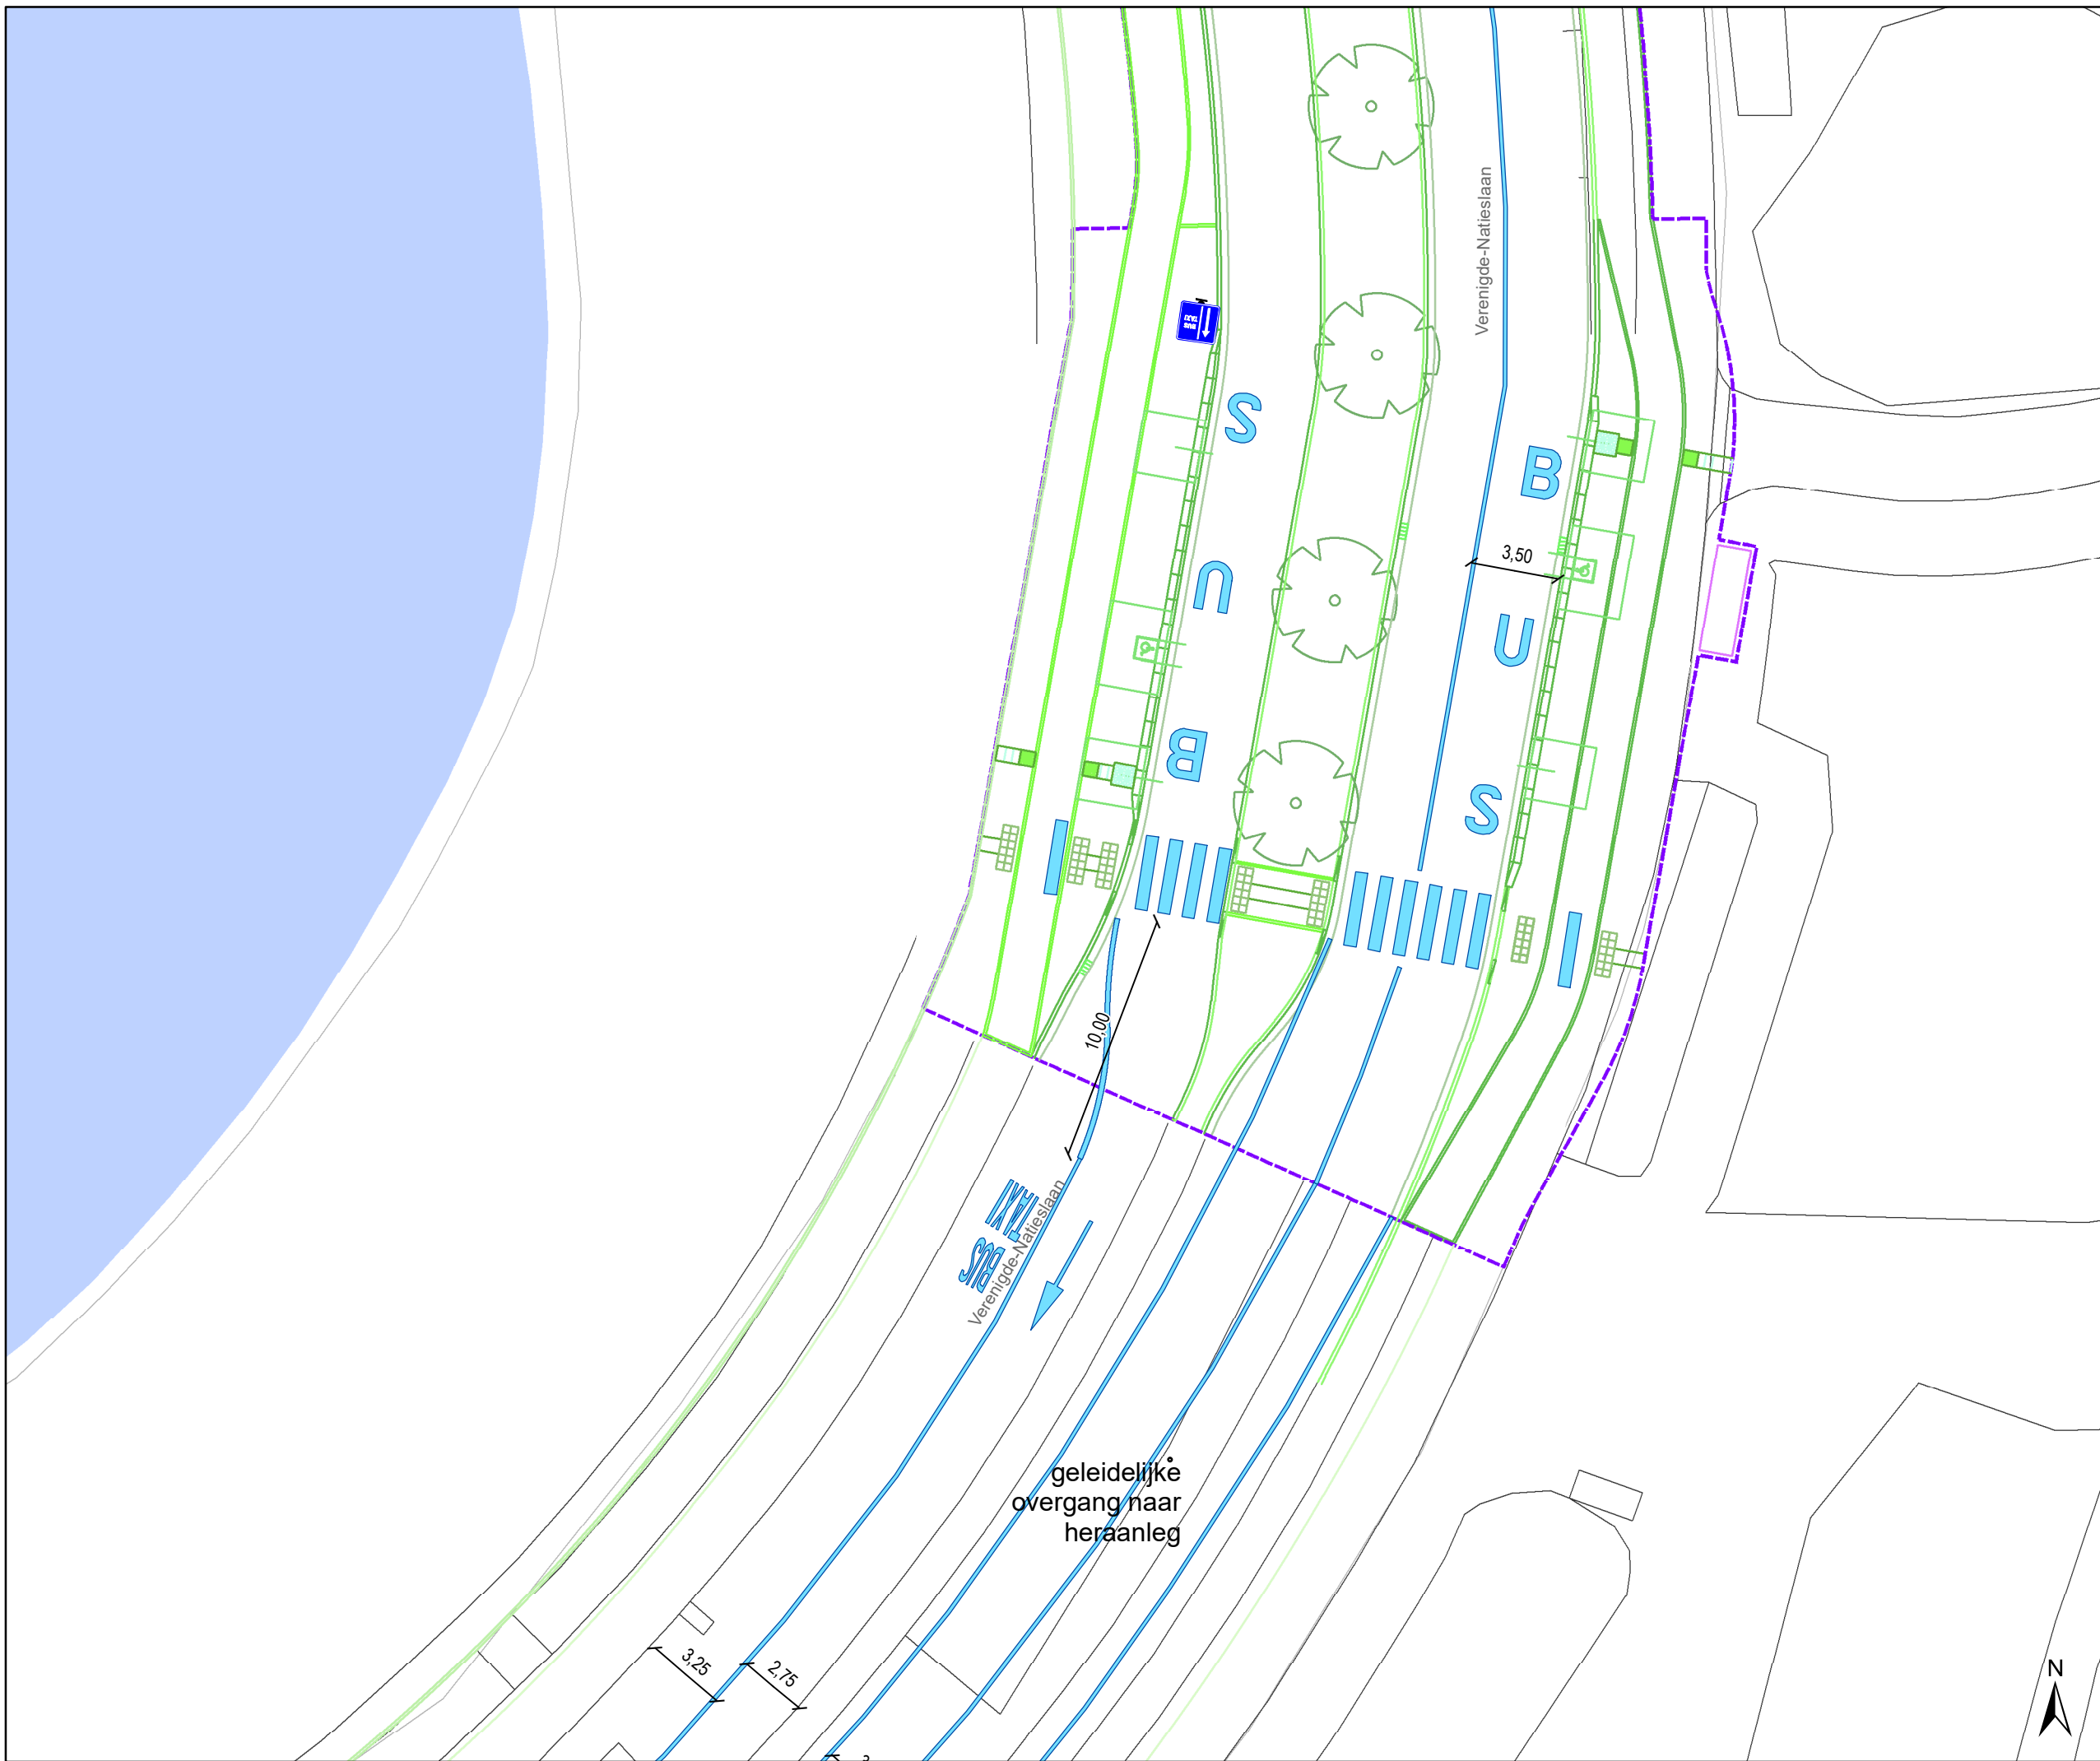 Verenigde-Natieslaan
BUS
TAXI
S
B
3,50
U
U
B
S
10,00
TAXI
BUS
Verenigde-Natieslaan
geleidelijke
overgang naar
heraanleg
3,25
2,75
N